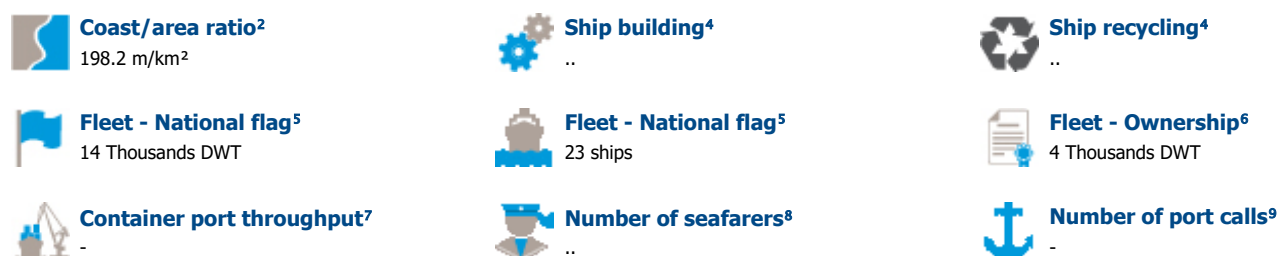 Coast/area ratio²
198.2 m/km²
Ship building⁴
..
Ship recycling⁴
..
Fleet - National flag⁵
14 Thousands DWT
Fleet - National flag⁵
23 ships
Fleet - Ownership⁶
4 Thousands DWT
Container port throughput⁷
-
Number of seafarers⁸
..
Number of port calls⁹
-